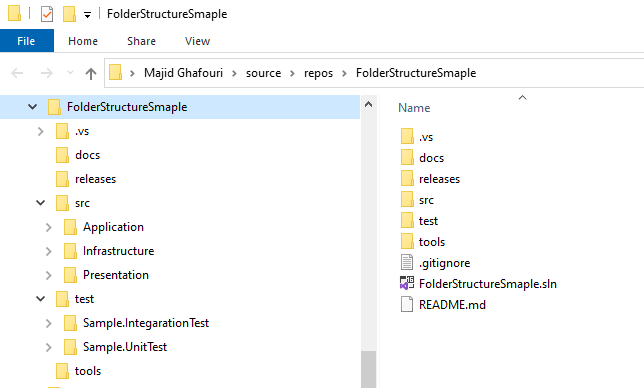 FolderStructureSmaple
File
Home
Share
View
Majid Ghafouri > source > repos > FolderStructureSmaple
FolderStructureSmaple
.vs
docs
releases
src
Application
Infrastructure
Presentation
test
Sample.IntegarationTest
Sample.UnitTest
tools
Name
.vs
docs
releases
src
test
tools
.gitignore
FolderStructureSmaple.sln
README.md